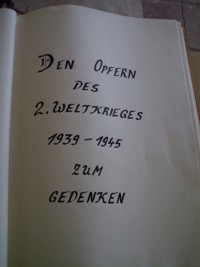 DEN OPFERN
DES
2. WELTKRIEGES
1939 - 1945
ZUM
GEDENKEN